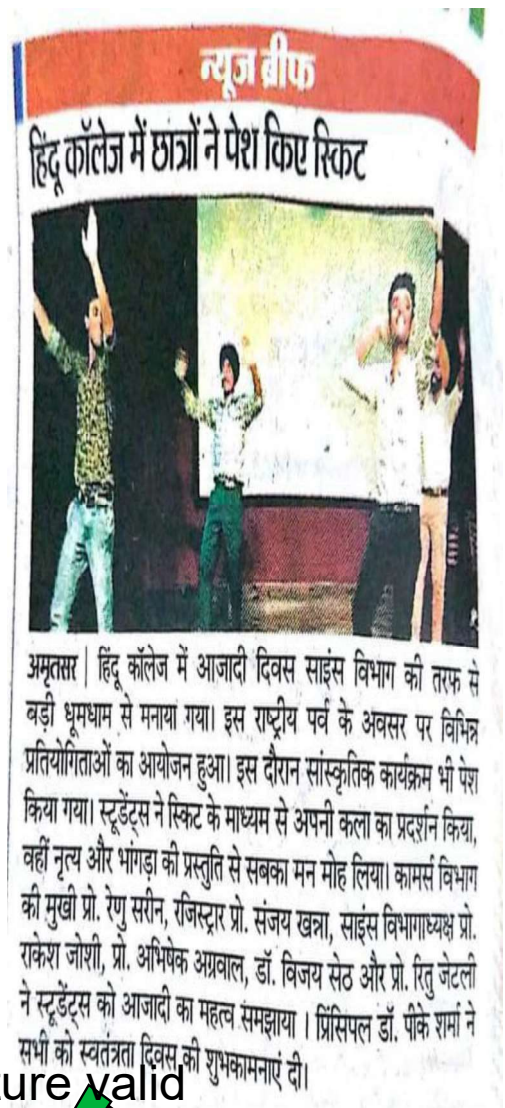 न्यूज ब्रीफ
हिंदू कॉलेज में छात्रों ने पेश किए स्किट
अमृतसर | हिंदू कॉलेज में आजादी दिवस साइंस विभाग की तरफ से
बड़ी धूमधाम से मनाया गया। इस राष्ट्रीय पर्व के अवसर पर विभिन्न
प्रतियोगिताओं का आयोजन हुआ। इस दौरान सांस्कृतिक कार्यक्रम भी पेश
किया गया। स्टूडेंट्स ने स्किट के माध्यम से अपनी कला का प्रदर्शन किया,
वहीं नृत्य और भांगड़ा की प्रस्तुति से सबका मन मोह लिया। कामर्स विभाग
की मुखी प्रो. रेणु सरीन, रजिस्ट्रार प्रो. संजय खन्ना, साइंस विभागाध्यक्ष प्रो.
राकेश जोशी, प्रो. अभिषेक अग्रवाल, डॉ. विजय सेठ और प्रो. रितु जेटली
ने स्टूडेंट्स को आजादी का महत्व समझाया । प्रिंसिपल डॉ. पीके शर्मा ने
सभी को स्वतंत्रता दिवस की शुभकामनाएं दी।
ture valid